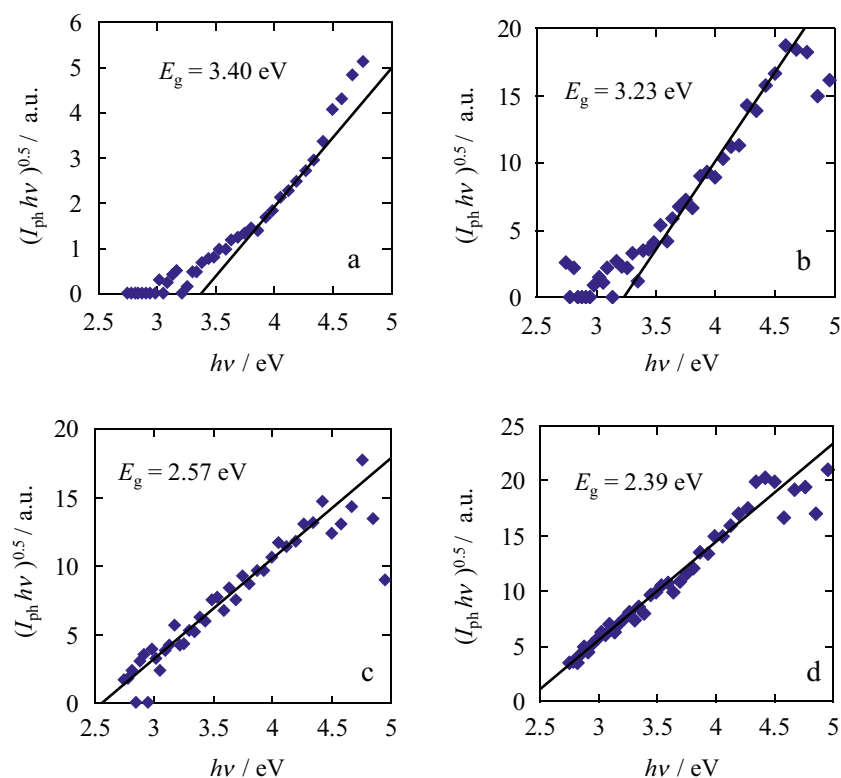 6
5
4
3
2
1
0
2.5 3 3.5 4 4.5 5
(I_ph hν)^0.5 / a.u.
hν / eV
E_g = 3.40 eV
a
20
15
10
5
0
2.5 3 3.5 4 4.5 5
(I_ph hν)^0.5 / a.u.
hν / eV
E_g = 3.23 eV
b
20
15
10
5
0
2.5 3 3.5 4 4.5 5
(I_ph hν)^0.5 / a.u.
hν / eV
E_g = 2.57 eV
c
25
20
15
10
5
0
2.5 3 3.5 4 4.5 5
(I_ph hν)^0.5 / a.u.
hν / eV
E_g = 2.39 eV
d